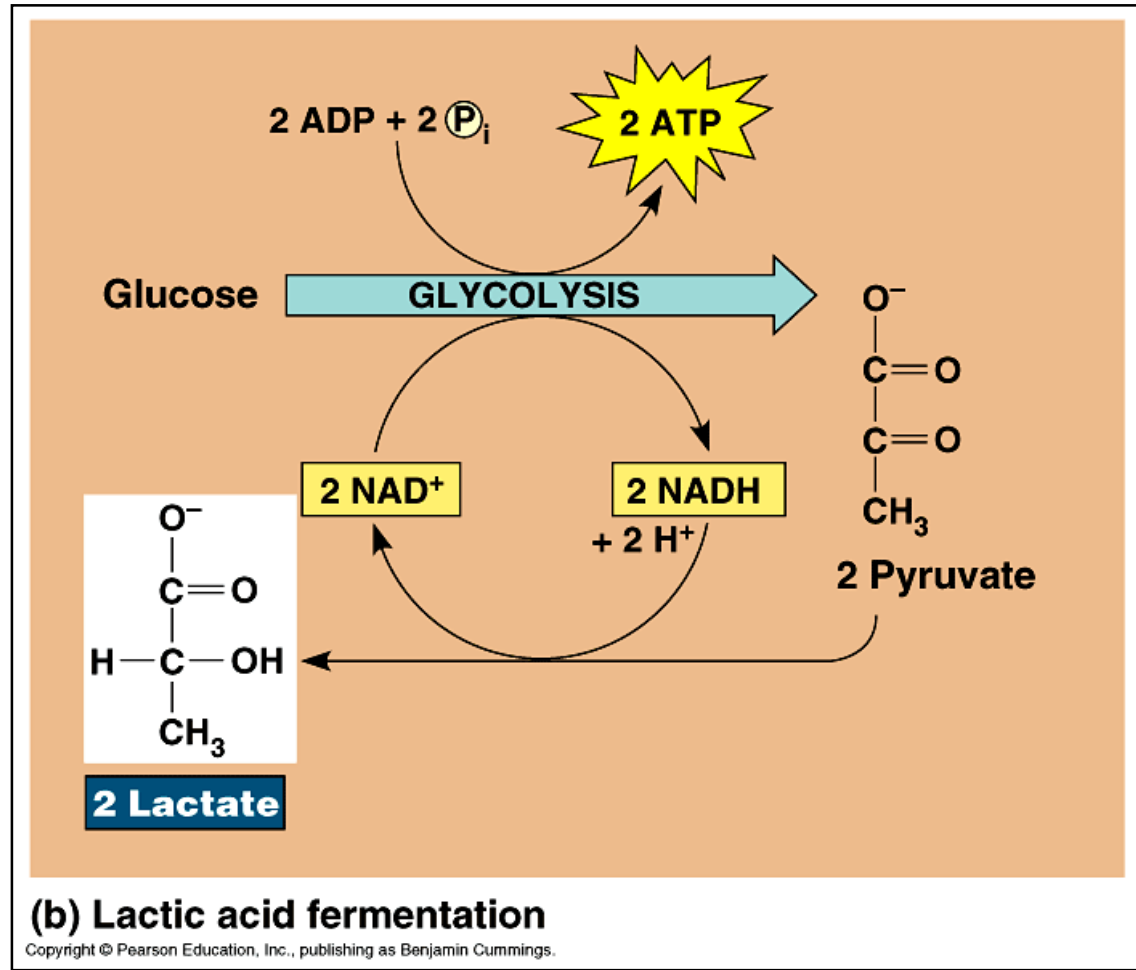 2 ADP + 2 Pi
2 ATP
Glucose
GLYCOLYSIS
O−
C=O
C=O
CH3
2 Pyruvate
2 NAD+
2 NADH
+ 2 H+
O−
C=O
H—C—OH
CH3
2 Lactate
(b) Lactic acid fermentation
Copyright © Pearson Education, Inc., publishing as Benjamin Cummings.